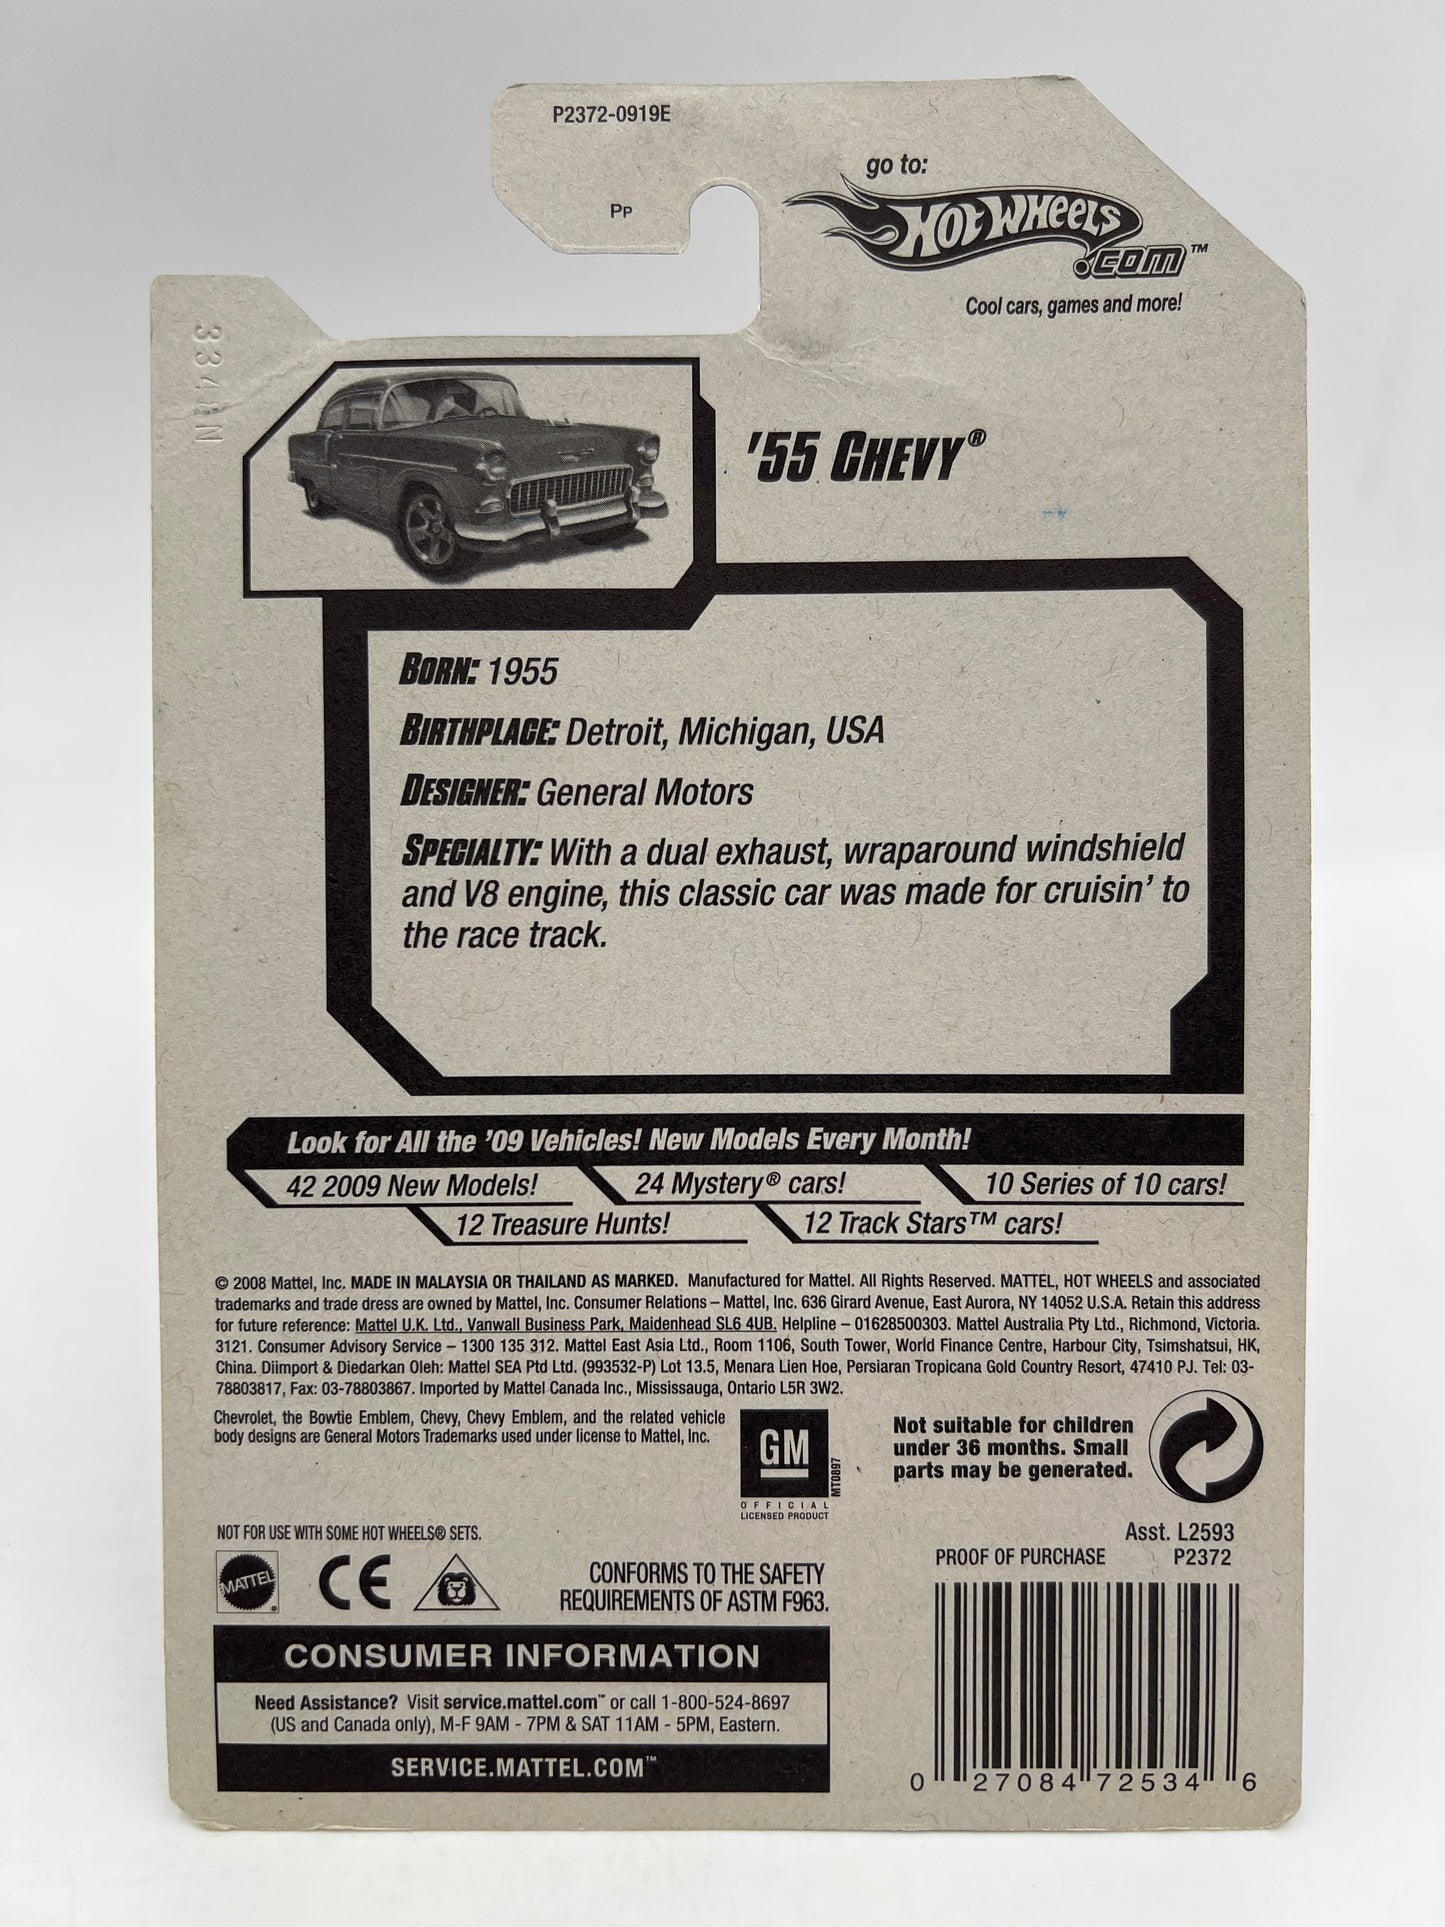 P2372-0919E
go to:
Pp
HOT WHEELS
.COM™
Cool cars, games and more!
'55 CHEVY®
BORN: 1955
BIRTHPLACE: Detroit, Michigan, USA
DESIGNER: General Motors
SPECIALTY: With a dual exhaust, wraparound windshield
and V8 engine, this classic car was made for cruisin' to
the race track.
Look for All the '09 Vehicles! New Models Every Month!
42 2009 New Models! 24 Mystery® cars! 10 Series of 10 cars!
12 Treasure Hunts! 12 Track Stars™ cars!
© 2008 Mattel, Inc. MADE IN MALAYSIA OR THAILAND AS MARKED. Manufactured for Mattel. All Rights Reserved. MATTEL, HOT WHEELS and associated
trademarks and trade dress are owned by Mattel, Inc. Consumer Relations – Mattel, Inc. 636 Girard Avenue, East Aurora, NY 14052 U.S.A. Retain this address
for future reference: Mattel U.K. Ltd., Vanwall Business Park, Maidenhead SL6 4UB. Helpline – 01628500303. Mattel Australia Pty Ltd., Richmond, Victoria.
3121. Consumer Advisory Service – 1300 135 312. Mattel East Asia Ltd., Room 1106, South Tower, World Finance Centre, Harbour City, Tsimshatsui, HK,
China. Diimport & Diedarkan Oleh: Mattel SEA Ptd Ltd. (993532-P) Lot 13.5, Menara Lien Hoe, Persiaran Tropicana Gold Country Resort, 47410 PJ. Tel: 03-
78803817, Fax: 03-78803867. Imported by Mattel Canada Inc., Mississauga, Ontario L5R 3W2.
Chevrolet, the Bowtie Emblem, Chevy, Chevy Emblem, and the related vehicle
body designs are General Motors Trademarks used under license to Mattel, Inc.
GM
MT0897
OFFICIAL
LICENSED PRODUCT
Not suitable for children
under 36 months. Small
parts may be generated.
NOT FOR USE WITH SOME HOT WHEELS® SETS.
MATTEL®
CE
CONFORMS TO THE SAFETY
REQUIREMENTS OF ASTM F963.
Asst. L2593
PROOF OF PURCHASE P2372
CONSUMER INFORMATION
Need Assistance? Visit service.mattel.com™ or call 1-800-524-8697
(US and Canada only), M-F 9AM - 7PM & SAT 11AM - 5PM, Eastern.
SERVICE.MATTEL.COM™
0 27084 72534 6